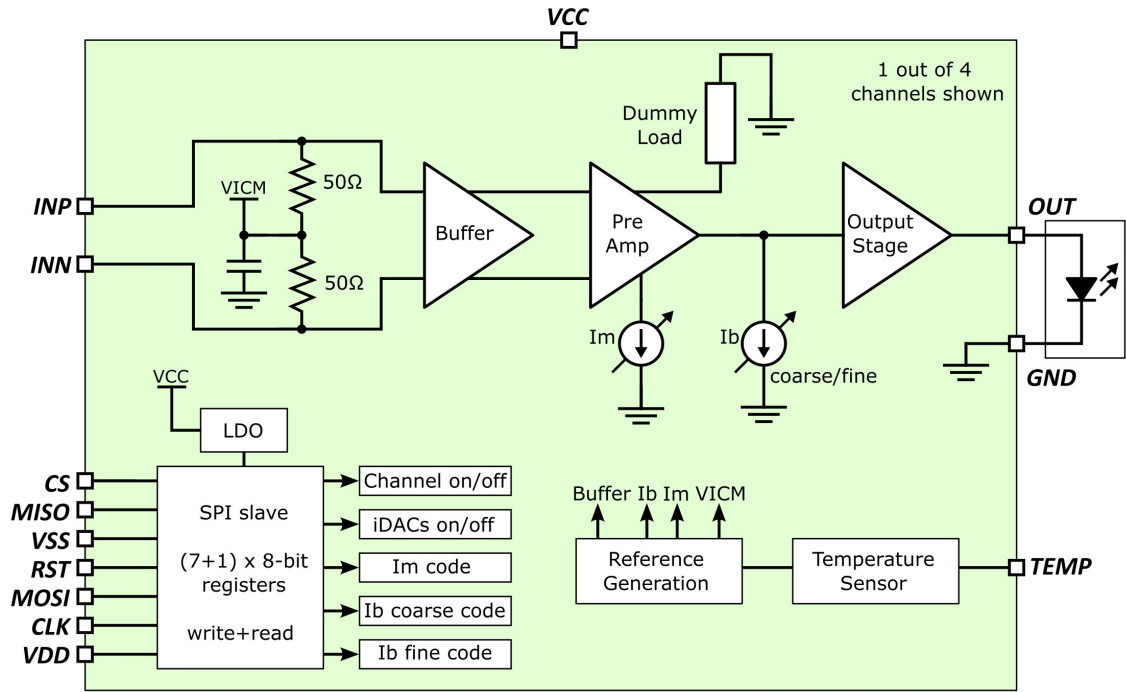 VCC
1 out of 4
channels shown
Dummy
Load
50Ω
VICM
INP
INN
Buffer
Pre
Amp
Output
Stage
OUT
50Ω
Im
Ib
coarse/fine
GND
VCC
LDO
CS
MISO
VSS
RST
MOSI
CLK
VDD
SPI slave
(7+1) x 8-bit
registers
write+read
Channel on/off
iDACs on/off
Im code
Ib coarse code
Ib fine code
Buffer Ib Im VICM
Reference
Generation
Temperature
Sensor
TEMP